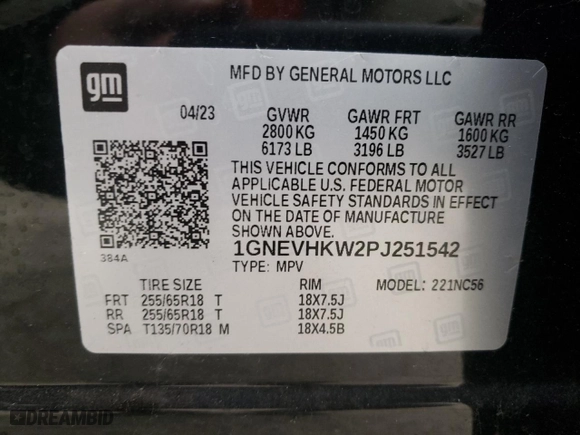 gm
MFD BY GENERAL MOTORS LLC
04/23 GVWR GAWR FRT GAWR RR
2800 KG 1450 KG 1600 KG
6173 LB 3196 LB 3527 LB
THIS VEHICLE CONFORMS TO ALL
APPLICABLE U.S. FEDERAL MOTOR
VEHICLE SAFETY STANDARDS IN EFFECT
ON THE DATE OF MANUFACTURE
SHOWN ABOVE.
384A
1GNEVHKW2PJ251542
TYPE: MPV MODEL: 221NC56
TIRE SIZE RIM
FRT 255/65R18 T 18X7.5J
RR 255/65R18 T 18X7.5J
SPA T135/70R18 M 18X4.5B
DREAMBID